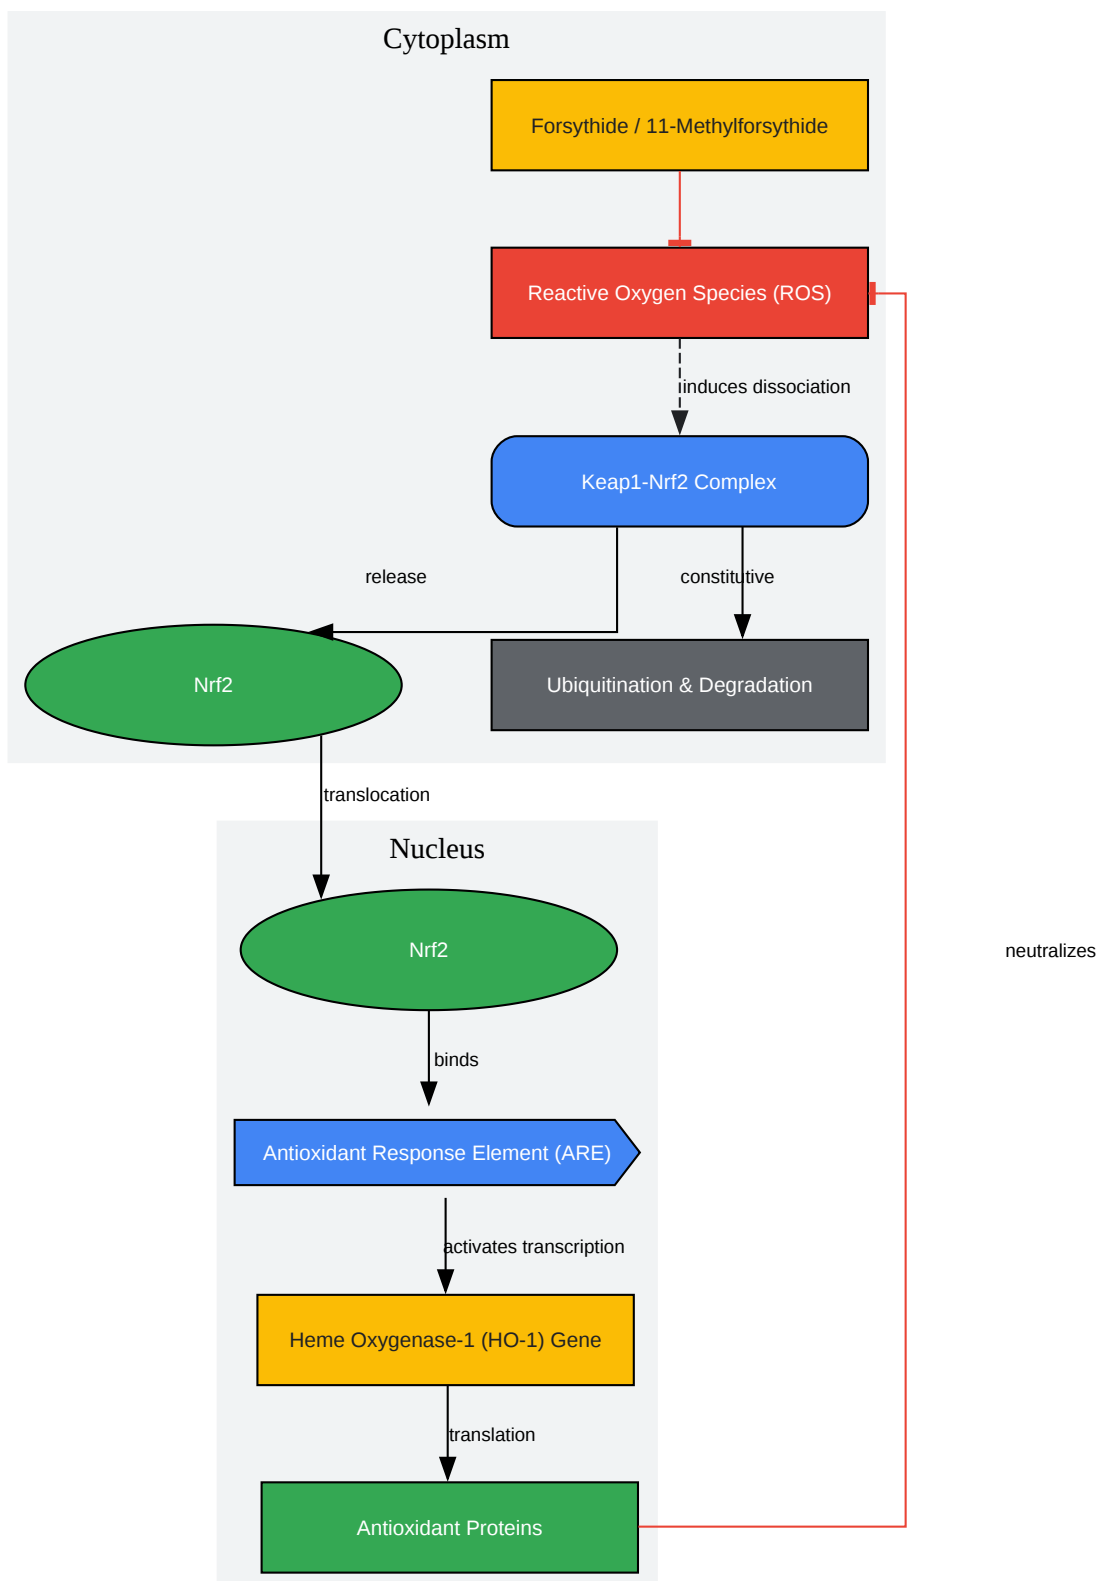 Cytoplasm
Forsythide / 11-Methylforsythide
Reactive Oxygen Species (ROS)
induces dissociation
Keap1-Nrf2 Complex
release
constitutive
Nrf2
Ubiquitination & Degradation
translocation
Nucleus
Nrf2
neutralizes
binds
Antioxidant Response Element (ARE)
activates transcription
Heme Oxygenase-1 (HO-1) Gene
translation
Antioxidant Proteins